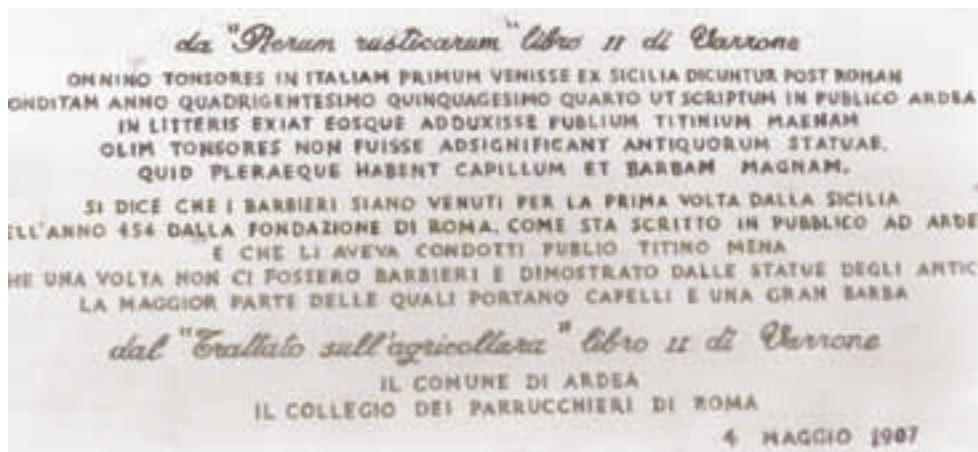 da "Rerum rusticarum" libro II di Varrone
OMNINO TONSORES IN ITALIAM PRIMUM VENISSE EX SICILIA DICUNTUR POST ROMAN
ONDITAM ANNO QUADRIGENTESIMO QUINQUAGESIMO QUARTO UT SCRIPTUM IN PUBLICO ARDEA
IN LITTERIS EXIAT EOSQUE ADDUXISSE PUBLIUM TITINIUM MAENAM
OLIM TONSORES NON FUISSE ADSIGNIFICANT ANTIQUORUM STATUAE.
QUID PLERAEQUE HABENT CAPILLUM ET BARBAM MAGNAM.
SI DICE CHE I BARBIERI SIANO VENUTI PER LA PRIMA VOLTA DALLA SICILIA
ELL'ANNO 454 DALLA FONDAZIONE DI ROMA, COME STA SCRITTO IN PUBBLICO AD ARDE
E CHE LI AVEVA CONDOTTI PUBLIO TITINO MENA
HE UNA VOLTA NON CI FOSSERO BARBIERI E DIMOSTRATO DALLE STATUE DEGLI ANTIC
LA MAGGIOR PARTE DELLE QUALI PORTANO CAPELLI E UNA GRAN BARBA
dal "Trattato sull'agricoltura" libro II di Varrone
IL COMUNE DI ARDEA
IL COLLEGIO DEI PARRUCCHIERI DI ROMA
4 MAGGIO 1987